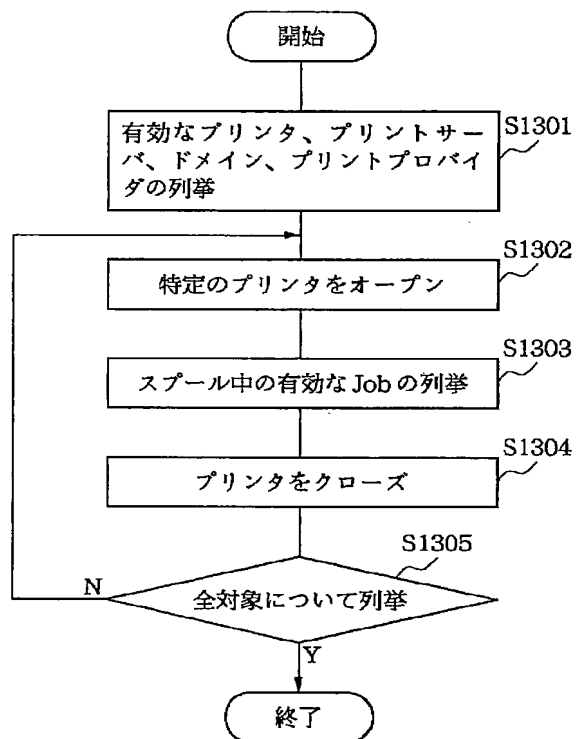 開始
有効なプリンタ、プリントサー
バ、ドメイン、プリントプロバイ
ダの列挙
S1301
S1302
特定のプリンタをオープン
S1303
スプール中の有効なJobの列挙
S1304
プリンタをクローズ
S1305
N
全対象について列挙
Y
終了